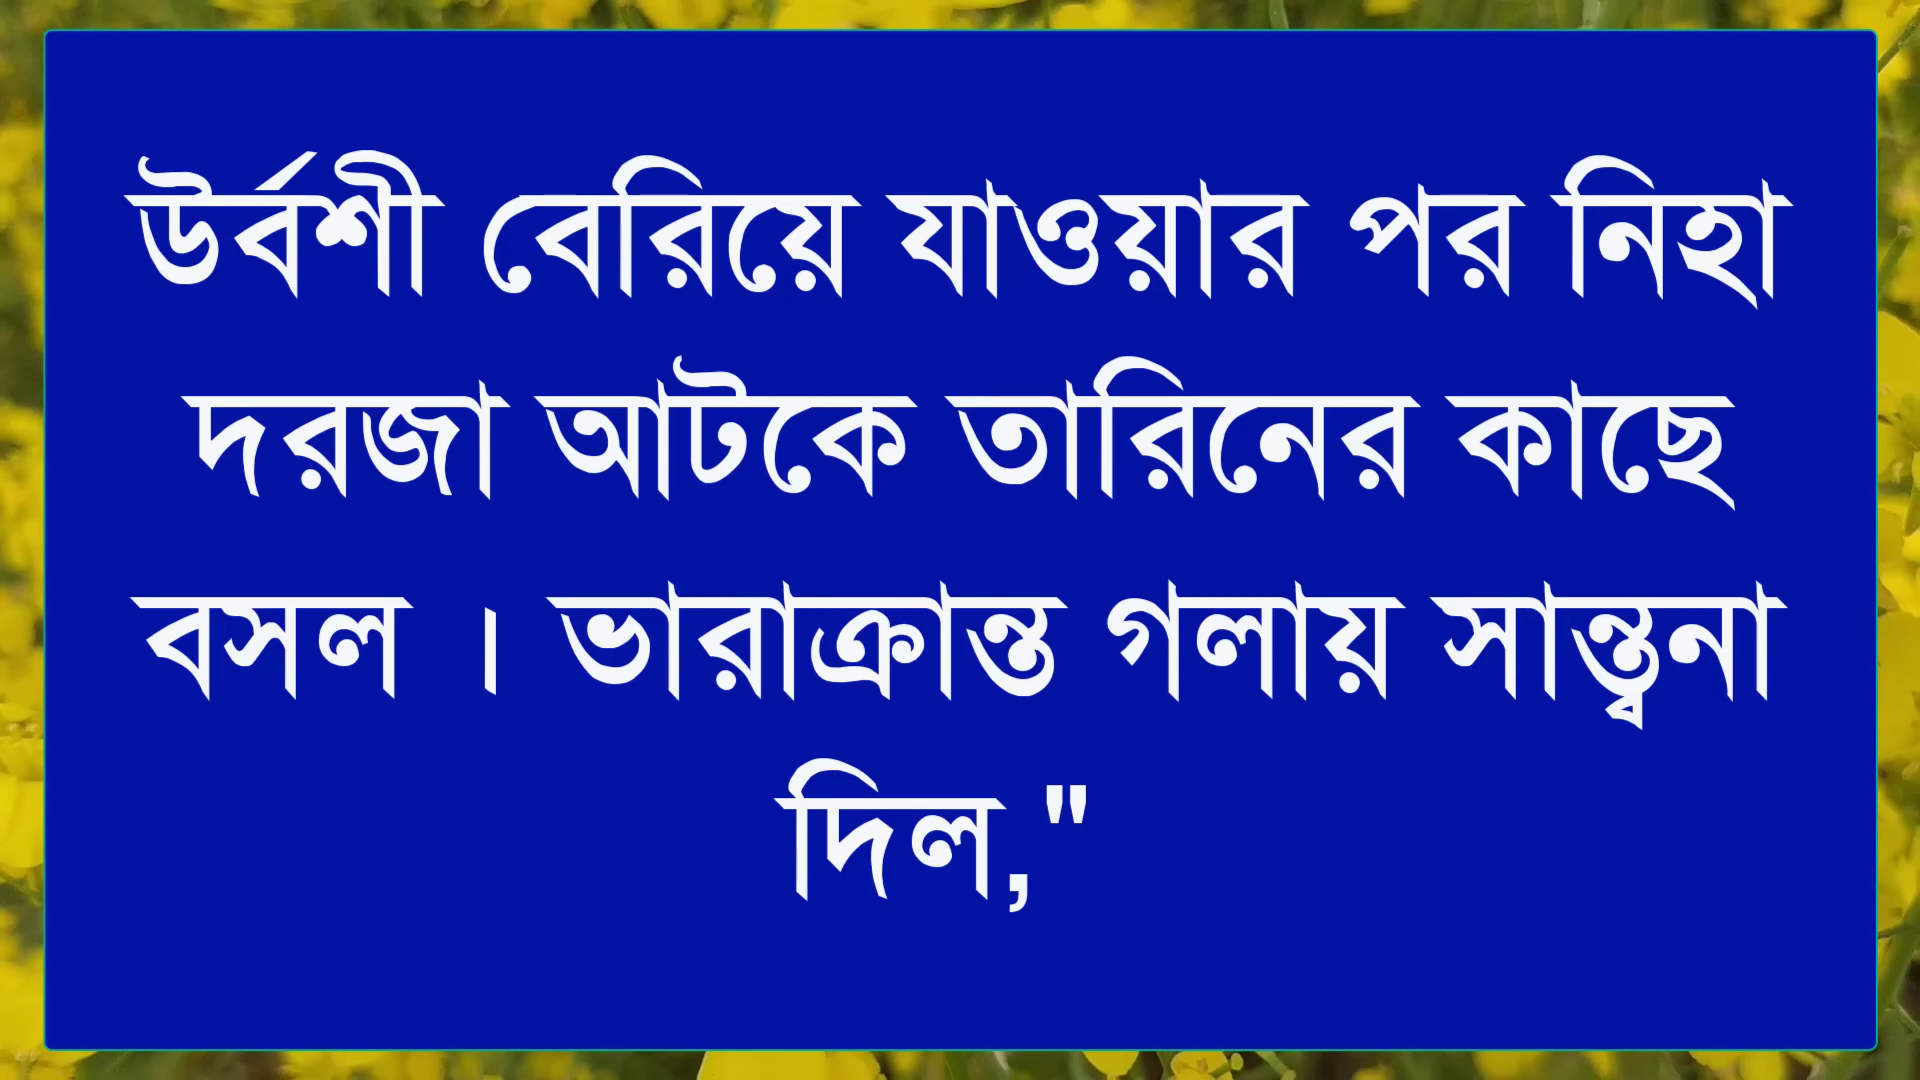 উর্বশী বেরিয়ে যাওয়ার পর নিহা
দরজা আটকে তারিনের কাছে
বসল । ভারাক্রান্ত গলায় সান্ত্বনা
দিল,"